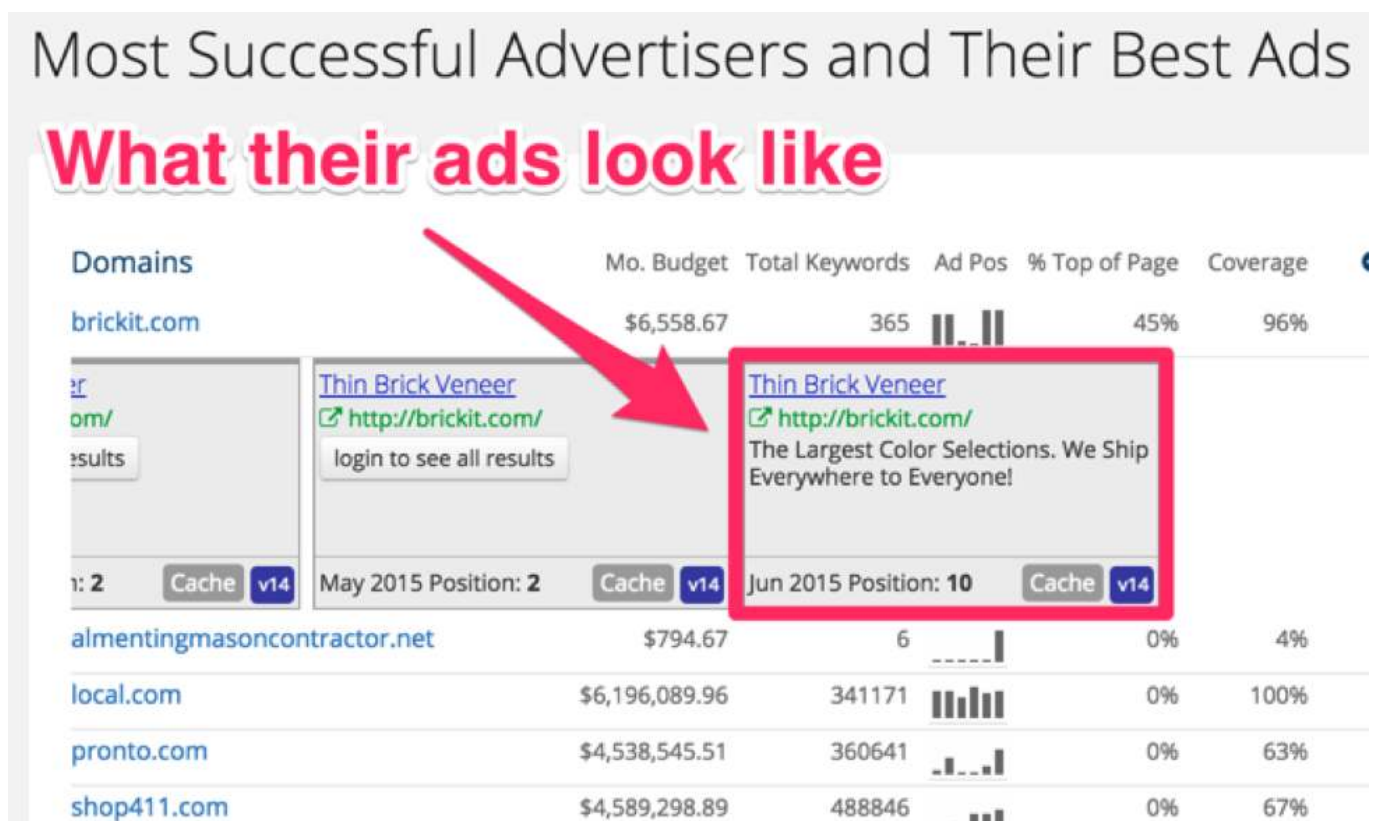 Most Successful Advertisers and Their Best Ads
What their ads look like
Domains Mo. Budget Total Keywords Ad Pos % Top of Page Coverage
brickit.com $6,558.67 365 45% 96%
er
om/
esults
n: 2 Cache v14
Thin Brick Veneer
http://brickit.com/
login to see all results
May 2015 Position: 2 Cache v14
Thin Brick Veneer
http://brickit.com/
The Largest Color Selections. We Ship
Everywhere to Everyone!
Jun 2015 Position: 10 Cache v14
almentingmasoncontractor.net $794.67 6 0% 4%
local.com $6,196,089.96 341171 0% 100%
pronto.com $4,538,545.51 360641 0% 63%
shop411.com $4,589,298.89 488846 0% 67%